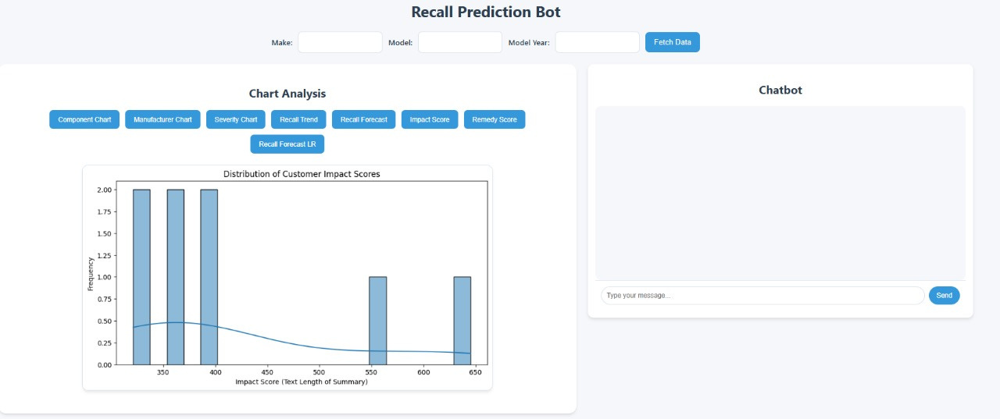 Recall Prediction Bot
Make: Model: Model Year: Fetch Data
Chart Analysis
Component Chart Manufacturer Chart Severity Chart Recall Trend Recall Forecast Impact Score Remedy Score
Recall Forecast LR
Distribution of Customer Impact Scores
2.00
1.75
1.50
1.25
1.00
0.75
0.50
0.25
0.00
Frequency
350 400 450 500 550 600 650
Impact Score (Text Length of Summary)
Chatbot
Type your message...
Send